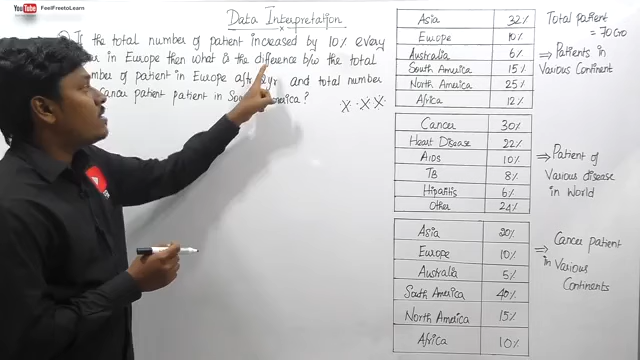 YouTube FeelFreetoLearn
Data Interpretation
If the total number of patient increased by 10% every
in Europe then what is the difference b/w the total
number of patient in Europe after yr and total number
Cancer patient patient in South America?
Asia 32%
Europe 10%
Australia 6%
South America 15%
North America 25%
Africa 12%
Cancer 30%
Heart Disease 22%
AIDS 10%
TB 8%
Hipatitis 6%
Other 24%
Asia 20%
Europe 10%
Australia 5%
South America 40%
North America 15%
Africa 10%
Total patient
= 7000
⇒ Patients in
Various Continent
⇒ Patient of
Various disease
in World
⇒ Cancer patient
in Various
Continents